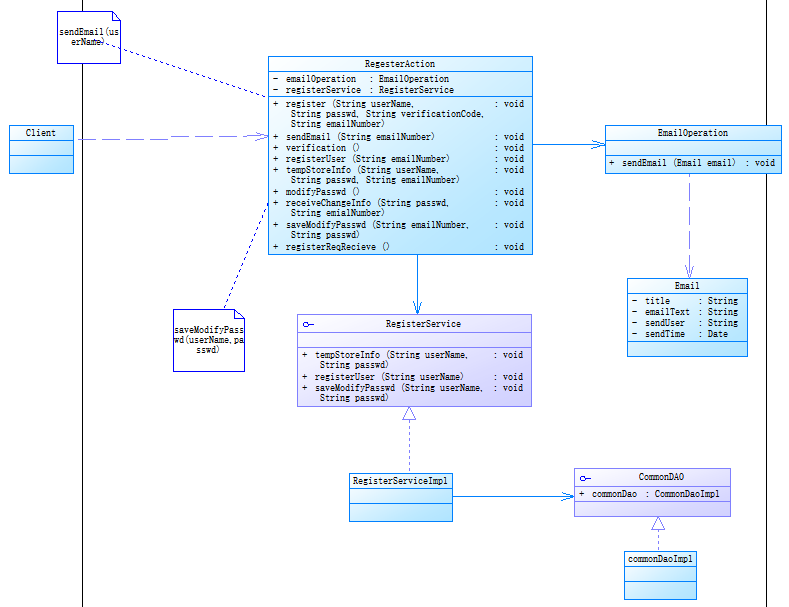 sendEmail(us
erName)
RegesterAction
- emailOperation : EmailOperation
- registerService : RegisterService
+ register (String userName, : void
String passwd, String verificationCode,
String emailNumber)
+ sendEmail (String emailNumber) : void
+ verification () : void
+ registerUser (String emailNumber) : void
+ tempStoreInfo (String userName, : void
String passwd, String emailNumber)
+ modifyPasswd () : void
+ receiveChangeInfo (String passwd, : void
String emialNumber)
+ saveModifyPasswd (String emailNumber, : void
String passwd)
+ registerReqRecieve () : void
Client
EmailOperation
+ sendEmail (Email email) : void
Email
- title : String
- emailText : String
- sendUser : String
- sendTime : Date
saveModifyPass
wd(userName,pa
sswd)
RegisterService
+ tempStoreInfo (String userName, : void
String passwd)
+ registerUser (String userName) : void
+ saveModifyPasswd (String userName, : void
String passwd)
RegisterServiceImpl
CommonDAO
+ commonDao : CommonDaoImpl
commonDaoImpl